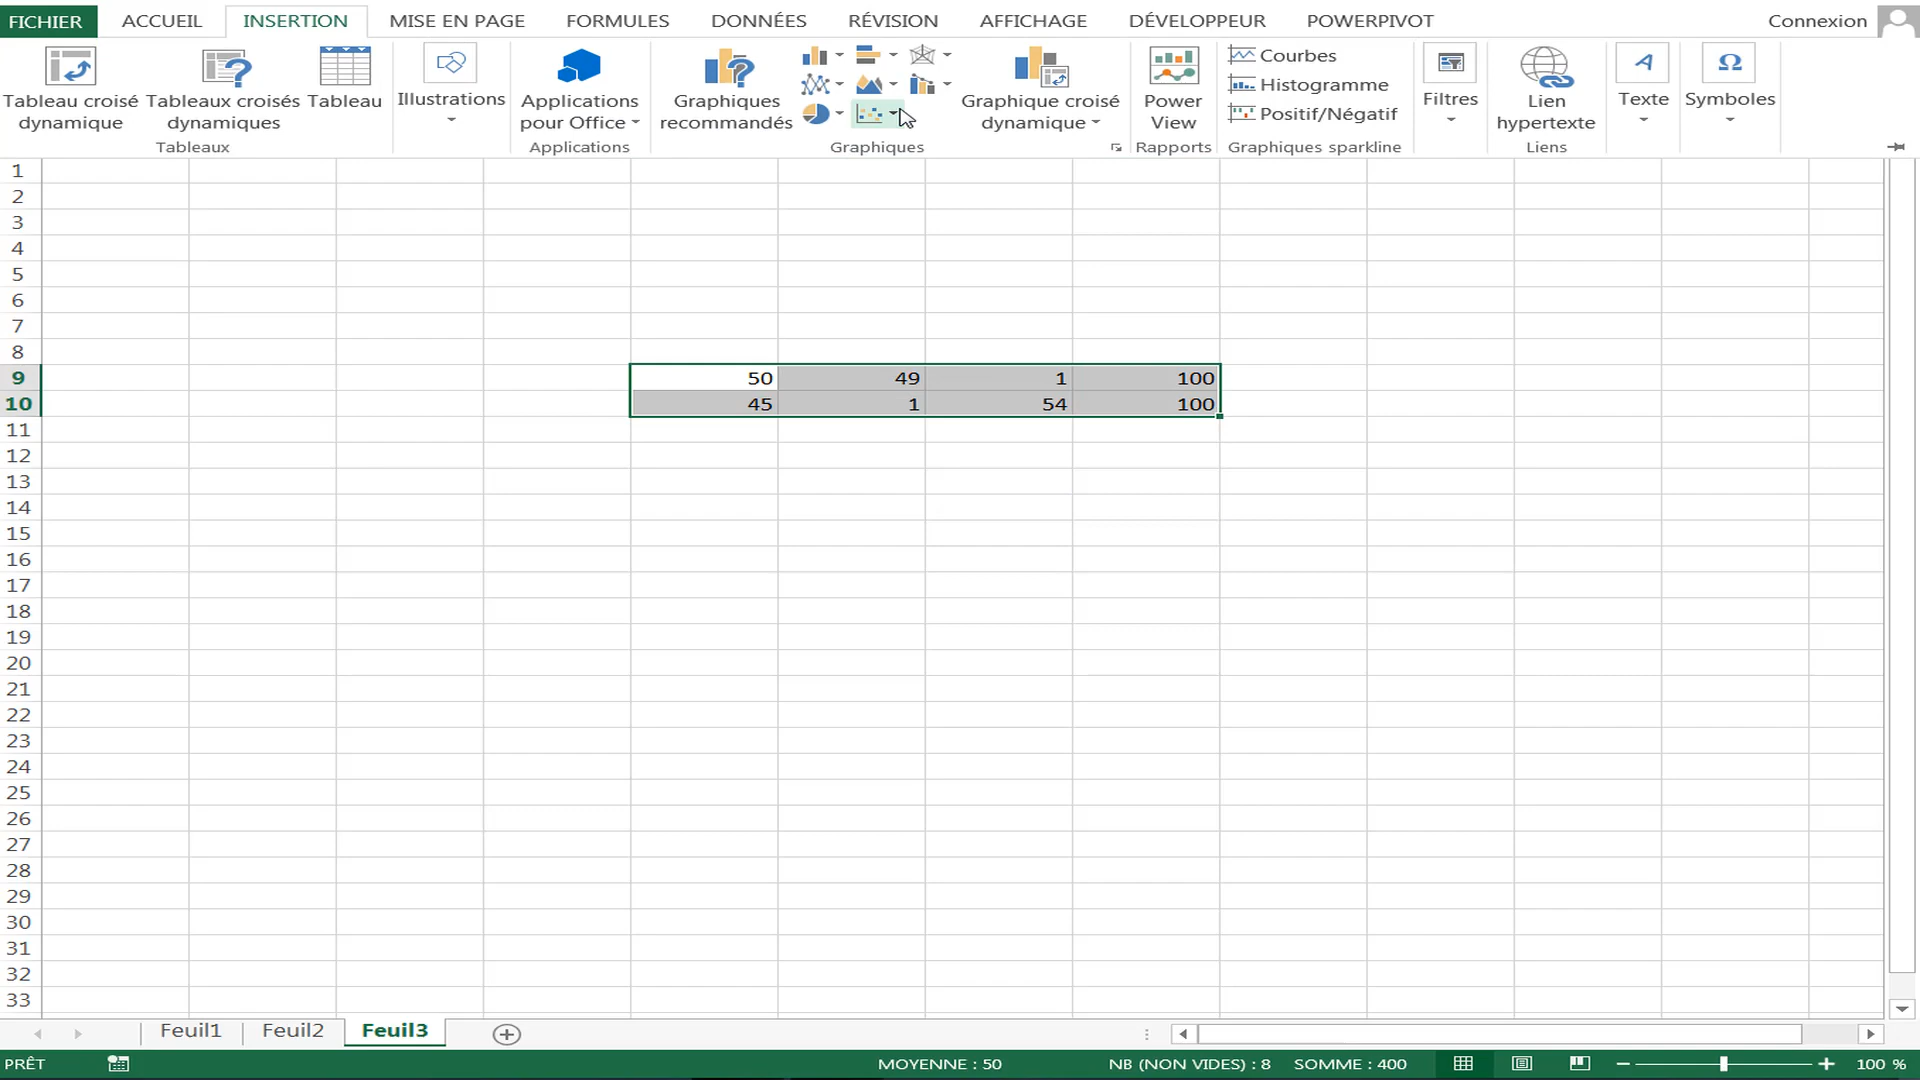 FICHIER ACCUEIL INSERTION MISE EN PAGE FORMULES DONNÉES RÉVISION AFFICHAGE DÉVELOPPEUR POWERPIVOT Connexion
Tableau croisé dynamique
Tableaux croisés dynamiques
Tableau
Tableaux
Illustrations
Applications pour Office
Applications
Graphiques recommandés
Graphique croisé dynamique
Graphiques
Power View
Rapports
Courbes
Histogramme
Positif/Négatif
Graphiques sparkline
Filtres
Lien hypertexte
Liens
A
Texte
Ω
Symboles
1
2
3
4
5
6
7
8
9 50 49 1 100
10 45 1 54 100
11
12
13
14
15
16
17
18
19
20
21
22
23
24
25
26
27
28
29
30
31
32
33
Feuil1 Feuil2 Feuil3
PRÊT MOYENNE : 50 NB (NON VIDES) : 8 SOMME : 400 100 %